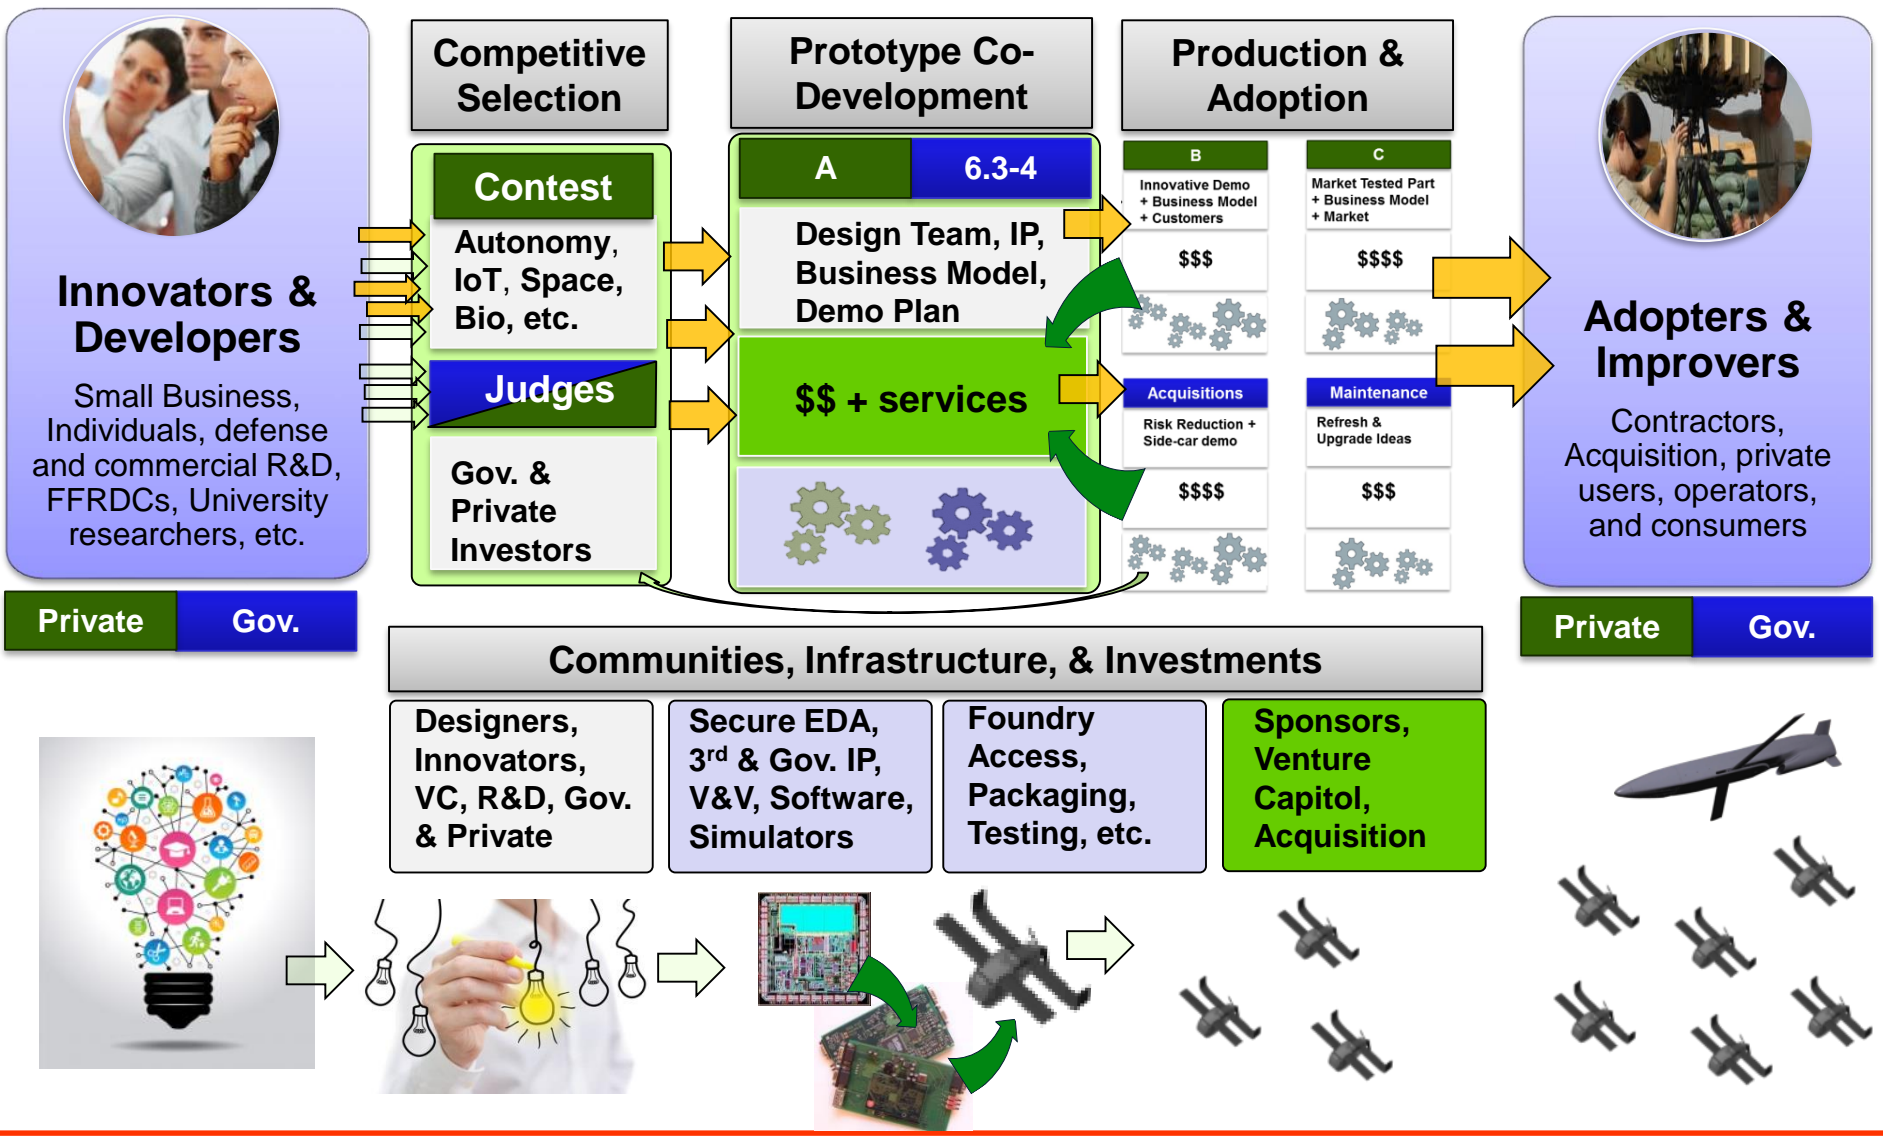 Innovators &
Developers
Small Business,
Individuals, defense
and commercial R&D,
FFRDCs, University
researchers, etc.
Private
Gov.
Competitive
Selection
Contest
Autonomy,
IoT, Space,
Bio, etc.
Judges
Gov. &
Private
Investors
Prototype Co-
Development
A
6.3-4
Design Team, IP,
Business Model,
Demo Plan
$$ + services
Production &
Adoption
B
Innovative Demo
+ Business Model
+ Customers
$$$
C
Market Tested Part
+ Business Model
+ Market
$$$$
Acquisitions
Risk Reduction +
Side-car demo
$$$$
Maintenance
Refresh &
Upgrade Ideas
$$$
Adopters &
Improvers
Contractors,
Acquisition, private
users, operators,
and consumers
Private
Gov.
Communities, Infrastructure, & Investments
Designers,
Innovators,
VC, R&D, Gov.
& Private
Secure EDA,
3rd & Gov. IP,
V&V, Software,
Simulators
Foundry
Access,
Packaging,
Testing, etc.
Sponsors,
Venture
Capitol,
Acquisition